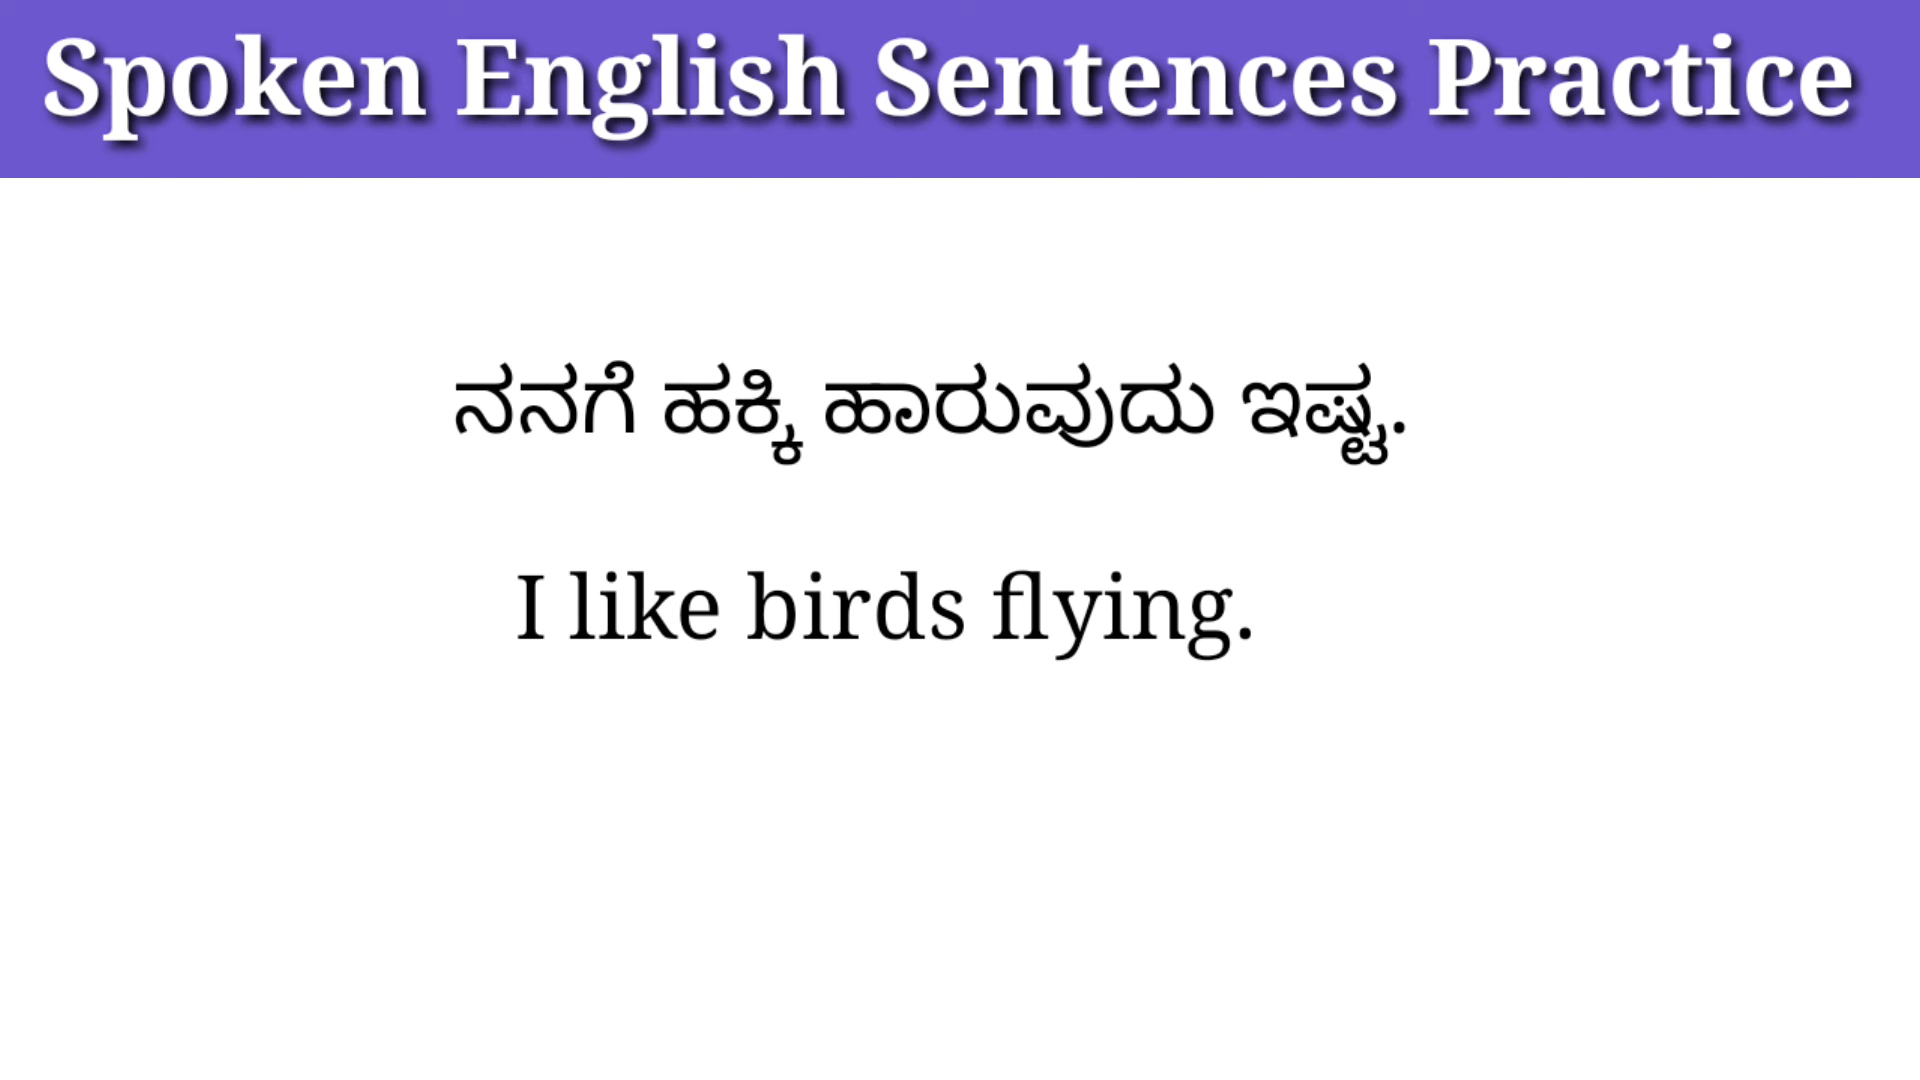 Spoken English Sentences Practice
ನನಗೆ ಹಕ್ಕಿ ಹಾರುವುದು ಇಷ್ಟ.
I like birds flying.